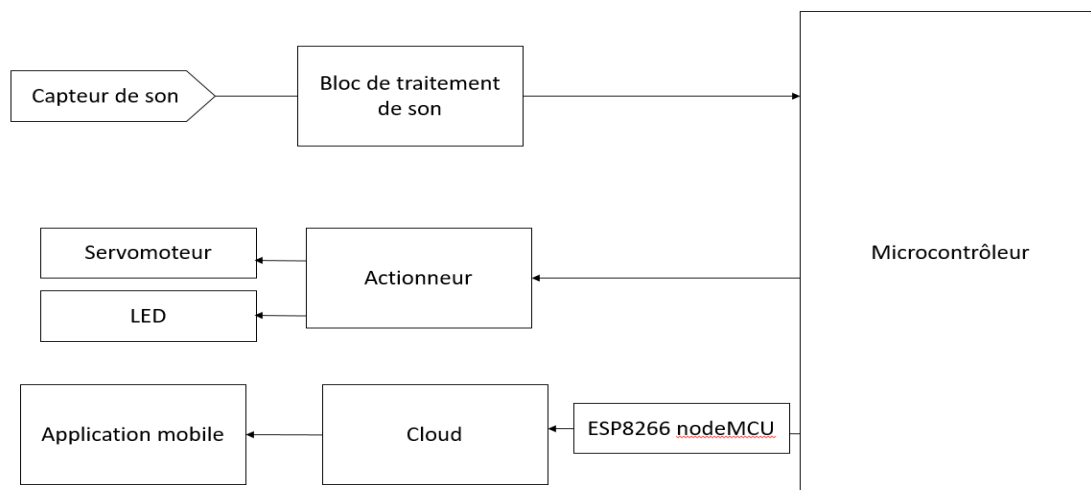 Capteur de son
Bloc de traitement
de son
Servomoteur
LED
Actionneur
Microcontrôleur
Application mobile
Cloud
ESP8266 nodeMCU